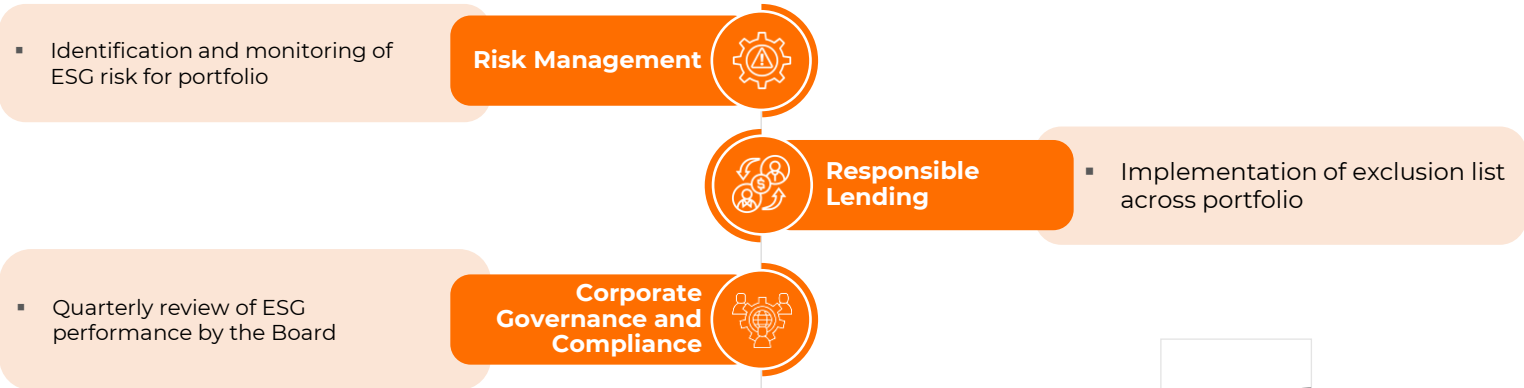 ▪ Identification and monitoring of
ESG risk for portfolio
Risk Management
Responsible
Lending
▪ Implementation of exclusion list
across portfolio
▪ Quarterly review of ESG
performance by the Board
Corporate
Governance and
Compliance